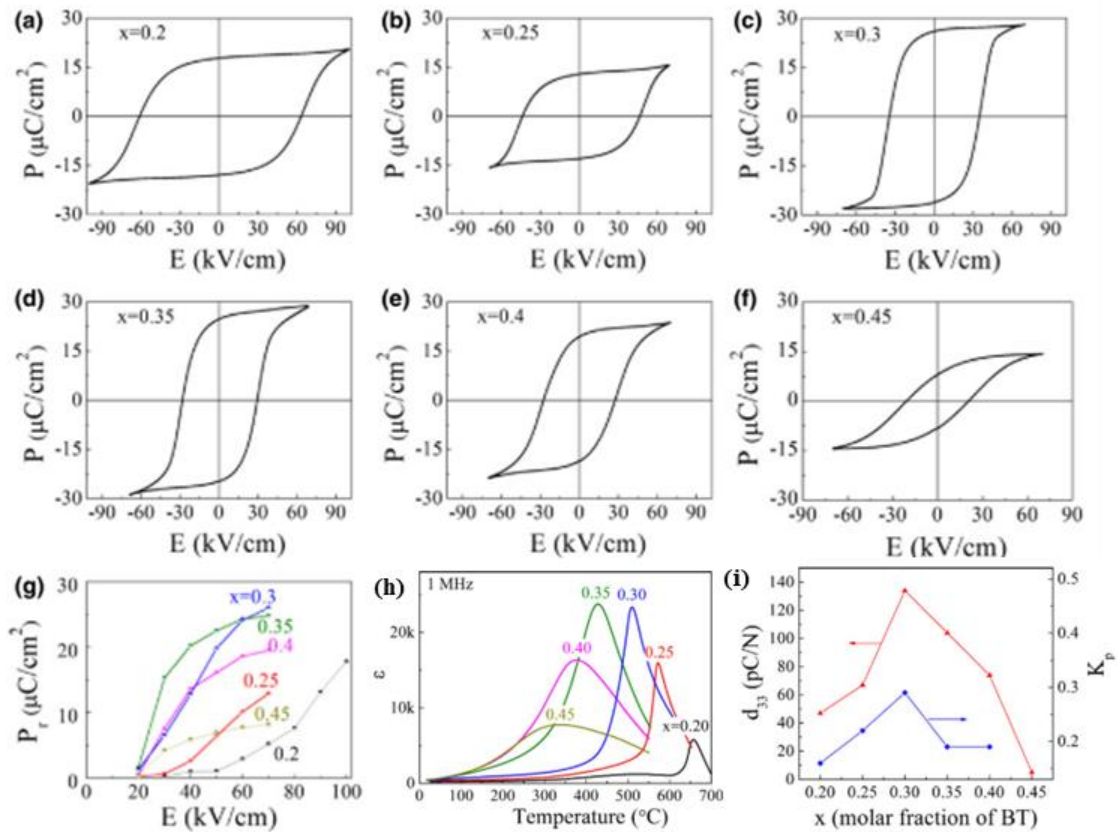 (a)
x=0.2
P (μC/cm²)
30
15
0
-15
-30
-90 -60 -30 0 30 60 90
E (kV/cm)
(b)
x=0.25
P (μC/cm²)
30
15
0
-15
-30
-90 -60 -30 0 30 60 90
E (kV/cm)
(c)
x=0.3
P (μC/cm²)
30
15
0
-15
-30
-90 -60 -30 0 30 60 90
E (kV/cm)
(d)
x=0.35
P (μC/cm²)
30
15
0
-15
-30
-90 -60 -30 0 30 60 90
E (kV/cm)
(e)
x=0.4
P (μC/cm²)
30
15
0
-15
-30
-90 -60 -30 0 30 60 90
E (kV/cm)
(f)
x=0.45
P (μC/cm²)
30
15
0
-15
-30
-90 -60 -30 0 30 60 90
E (kV/cm)
(g)
P_r (μC/cm²)
30
20
10
0
x=0.3
0.35
0.4
0.25
0.45
0.2
0 20 40 60 80 100
E (kV/cm)
(h)
1 MHz
ε
20k
10k
0
0.35
0.30
0.40
0.25
0.45
x=0.20
0 100 200 300 400 500 600 700
Temperature (°C)
(i)
d₃₃ (pC/N)
140
120
100
80
60
40
20
0
K_p
0.5
0.4
0.3
0.2
0.20 0.25 0.30 0.35 0.40 0.45
x (molar fraction of BT)